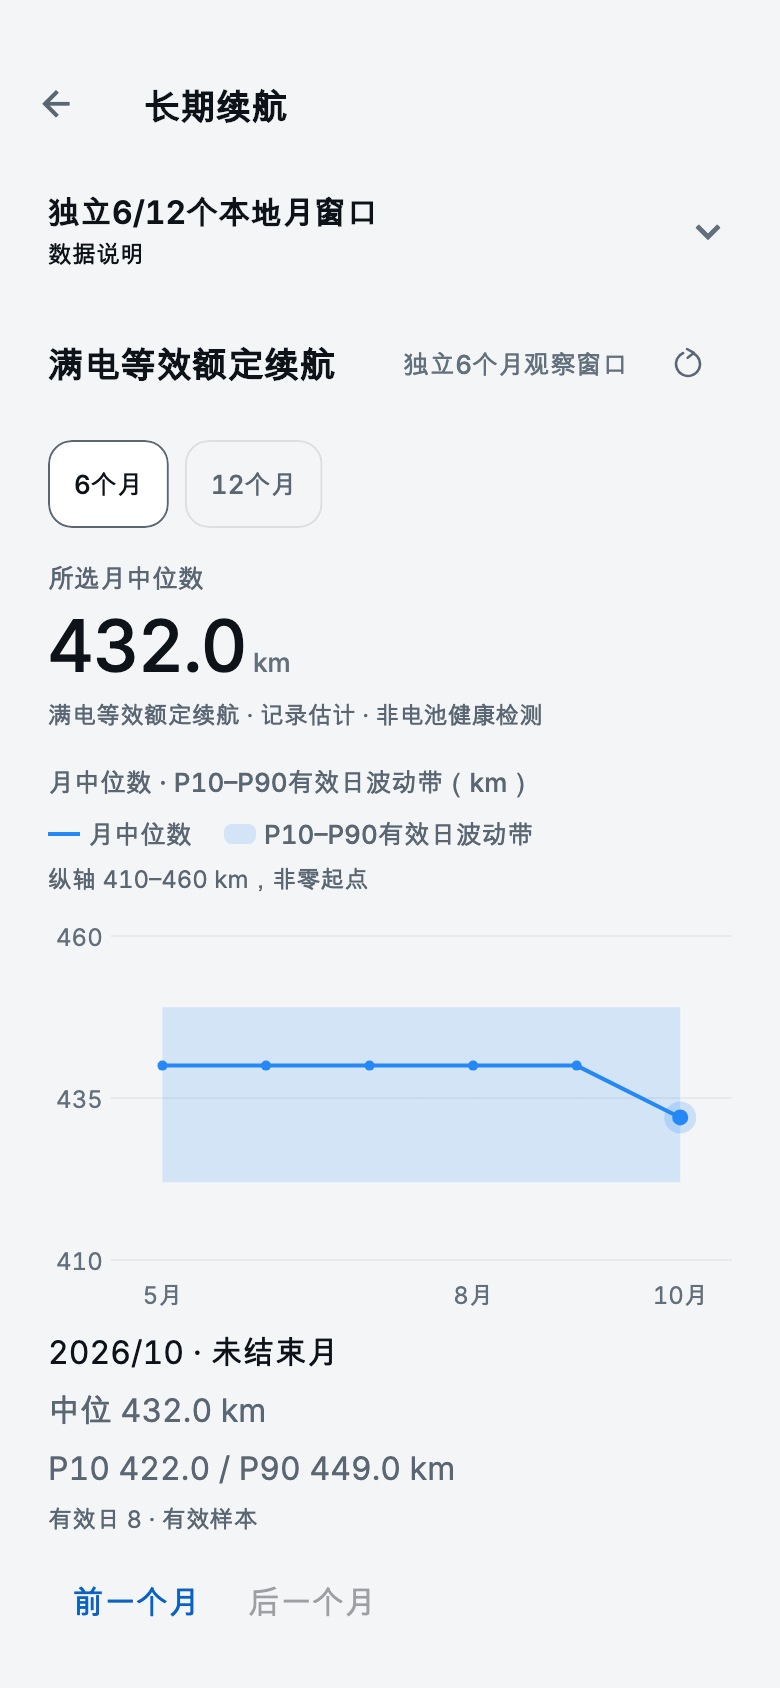 长期续航
独立6/12个本地月窗口
数据说明
满电等效额定续航 独立6个月观察窗口
6个月 12个月
所选月中位数
432.0 km
满电等效额定续航 · 记录估计 · 非电池健康检测
月中位数 · P10–P90有效日波动带（km）
月中位数 P10–P90有效日波动带
纵轴 410–460 km，非零起点
460
435
410
5月 8月 10月
2026/10 · 未结束月
中位 432.0 km
P10 422.0 / P90 449.0 km
有效日 8 · 有效样本
前一个月 后一个月